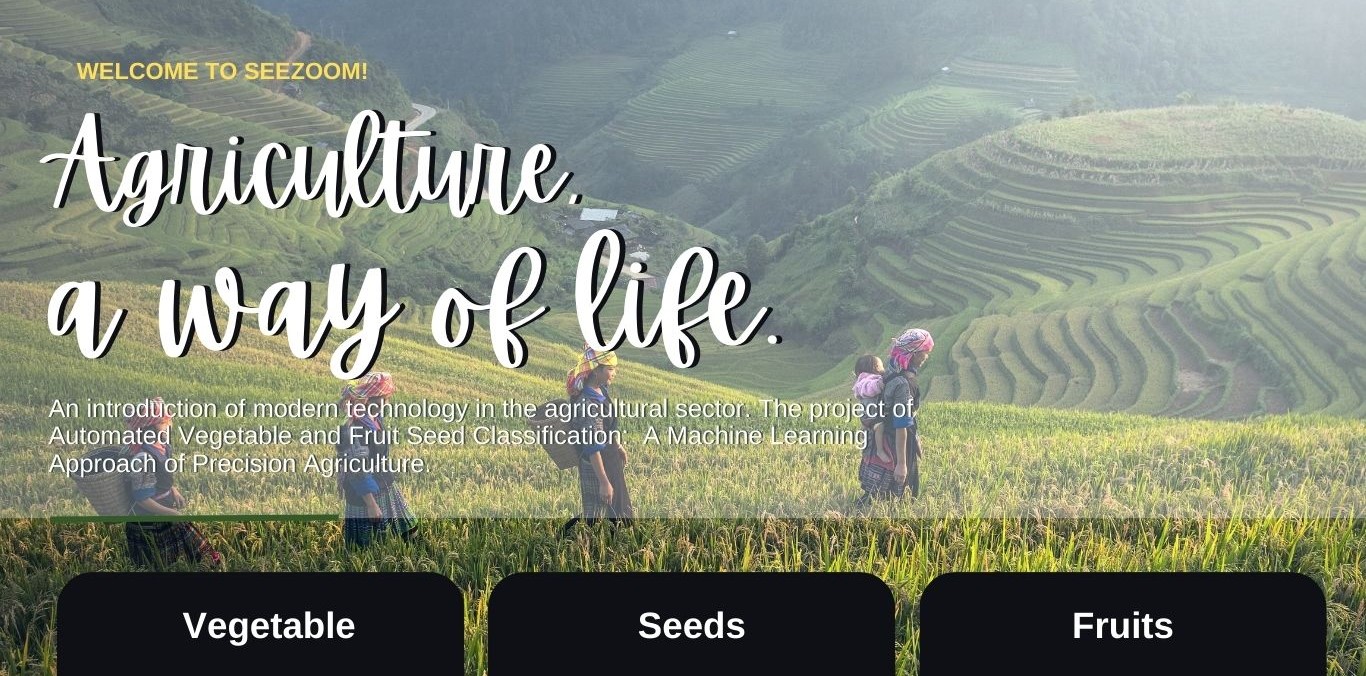 WELCOME TO SEEZOOM!
Agriculture.
a way of life.
An introduction of modern technology in the agricultural sector. The project of
Automated Vegetable and Fruit Seed Classification:  A Machine Learning
Approach of Precision Agriculture.
Vegetable
Seeds
Fruits